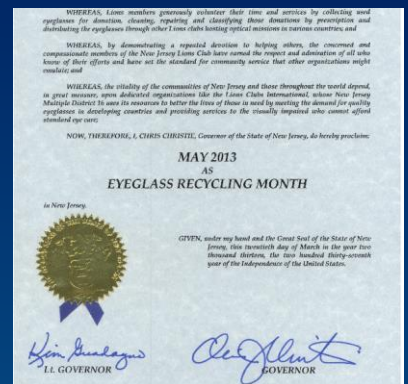 WHEREAS, Lions members generously volunteer their time and services by collecting used
eyeglasses for donation, cleaning, repairing and classifying those donations by prescription and
distributing the eyeglasses through other Lions clubs hosting optical missions in various countries; and
WHEREAS, by demonstrating a repeated devotion to helping others, the concerned and
compassionate members of the New Jersey Lions Club have earned the respect and admiration of all who
know of their efforts and have set the standard for community service that other organizations might
emulate; and
WHEREAS, the vitality of the communities of New Jersey and those throughout the world depend,
in great measure, upon dedicated organizations like the Lions Clubs International, whose New Jersey
Multiple District 16 uses its resources to better the lives of those in need by meeting the demand for quality
eyeglasses in developing countries and providing services to the visually impaired who cannot afford
standard eye care;
NOW, THEREFORE, I, CHRIS CHRISTIE, Governor of the State of New Jersey, do hereby proclaim:
MAY 2013
AS
EYEGLASS RECYCLING MONTH
in New Jersey.
GIVEN, under my hand and the Great Seal of the State of New
Jersey, this twentieth day of March in the year two
thousand thirteen, the two hundred thirty-seventh
year of the Independence of the United States.
Kim Guadagno
LT. GOVERNOR
GOVERNOR